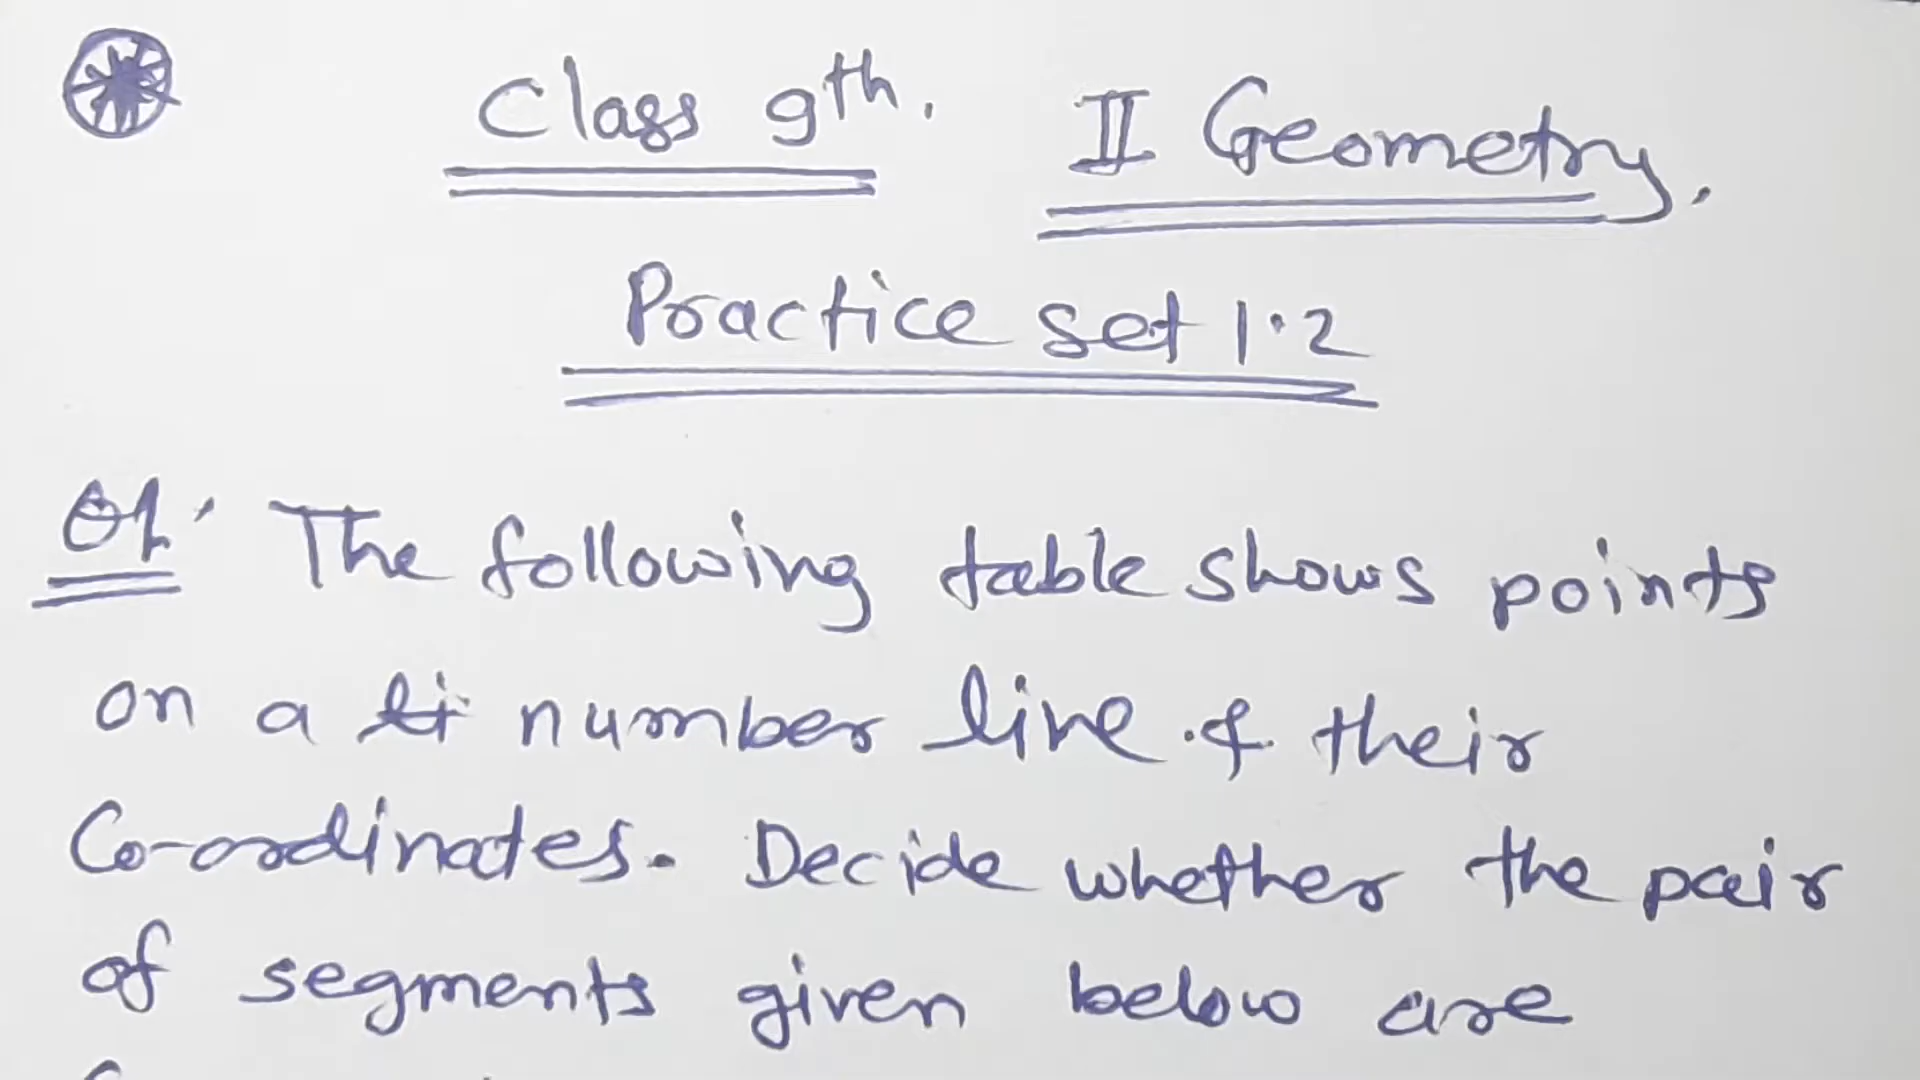 Class 9th. II Geometry.
Practice set 1.2
Q1. The following table shows points
on a li number line & their
Co-ordinates. Decide whether the pair
of segments given below are